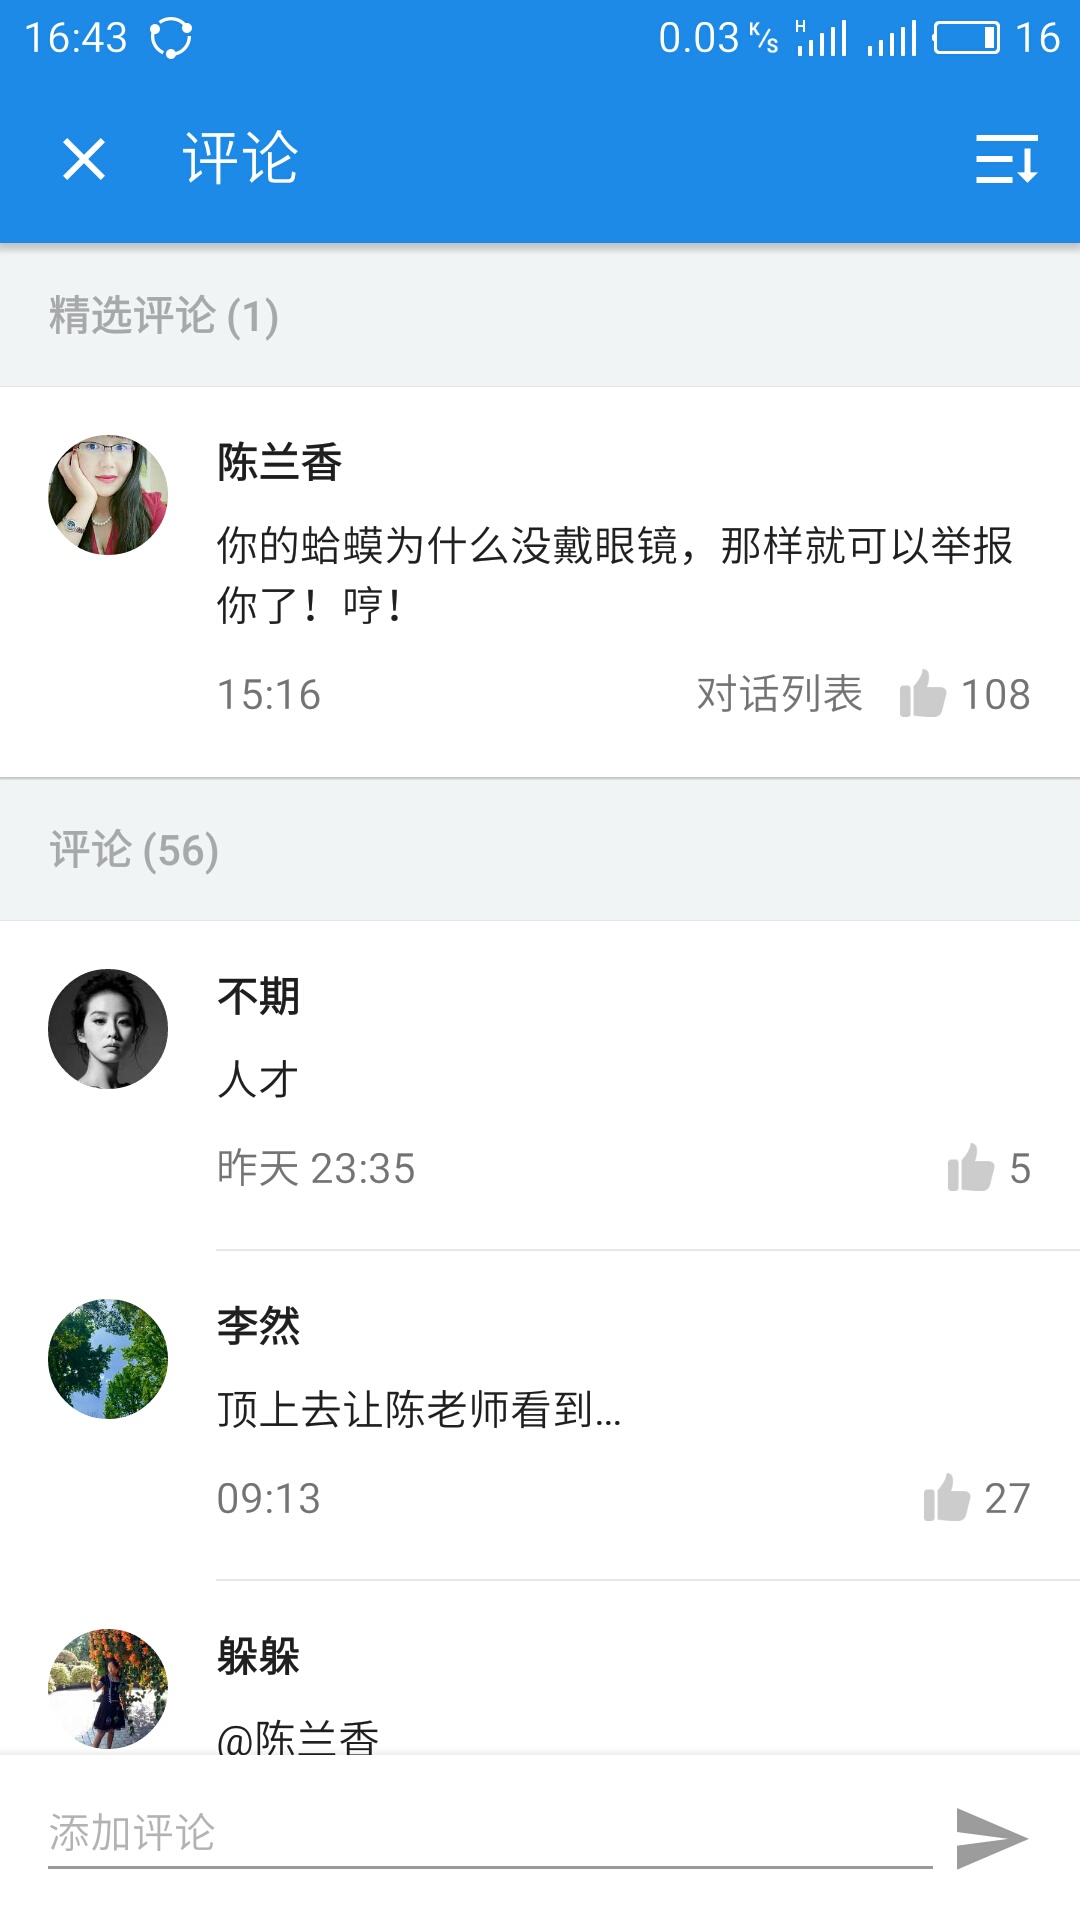 16:43 0.03 K/s H 16
评论
精选评论 (1)
陈兰香
你的蛤蟆为什么没戴眼镜，那样就可以举报
你了！哼！
15:16 对话列表 108
评论 (56)
不期
人才
昨天 23:35 5
李然
顶上去让陈老师看到...
09:13 27
躲躲
@陈兰香
添加评论